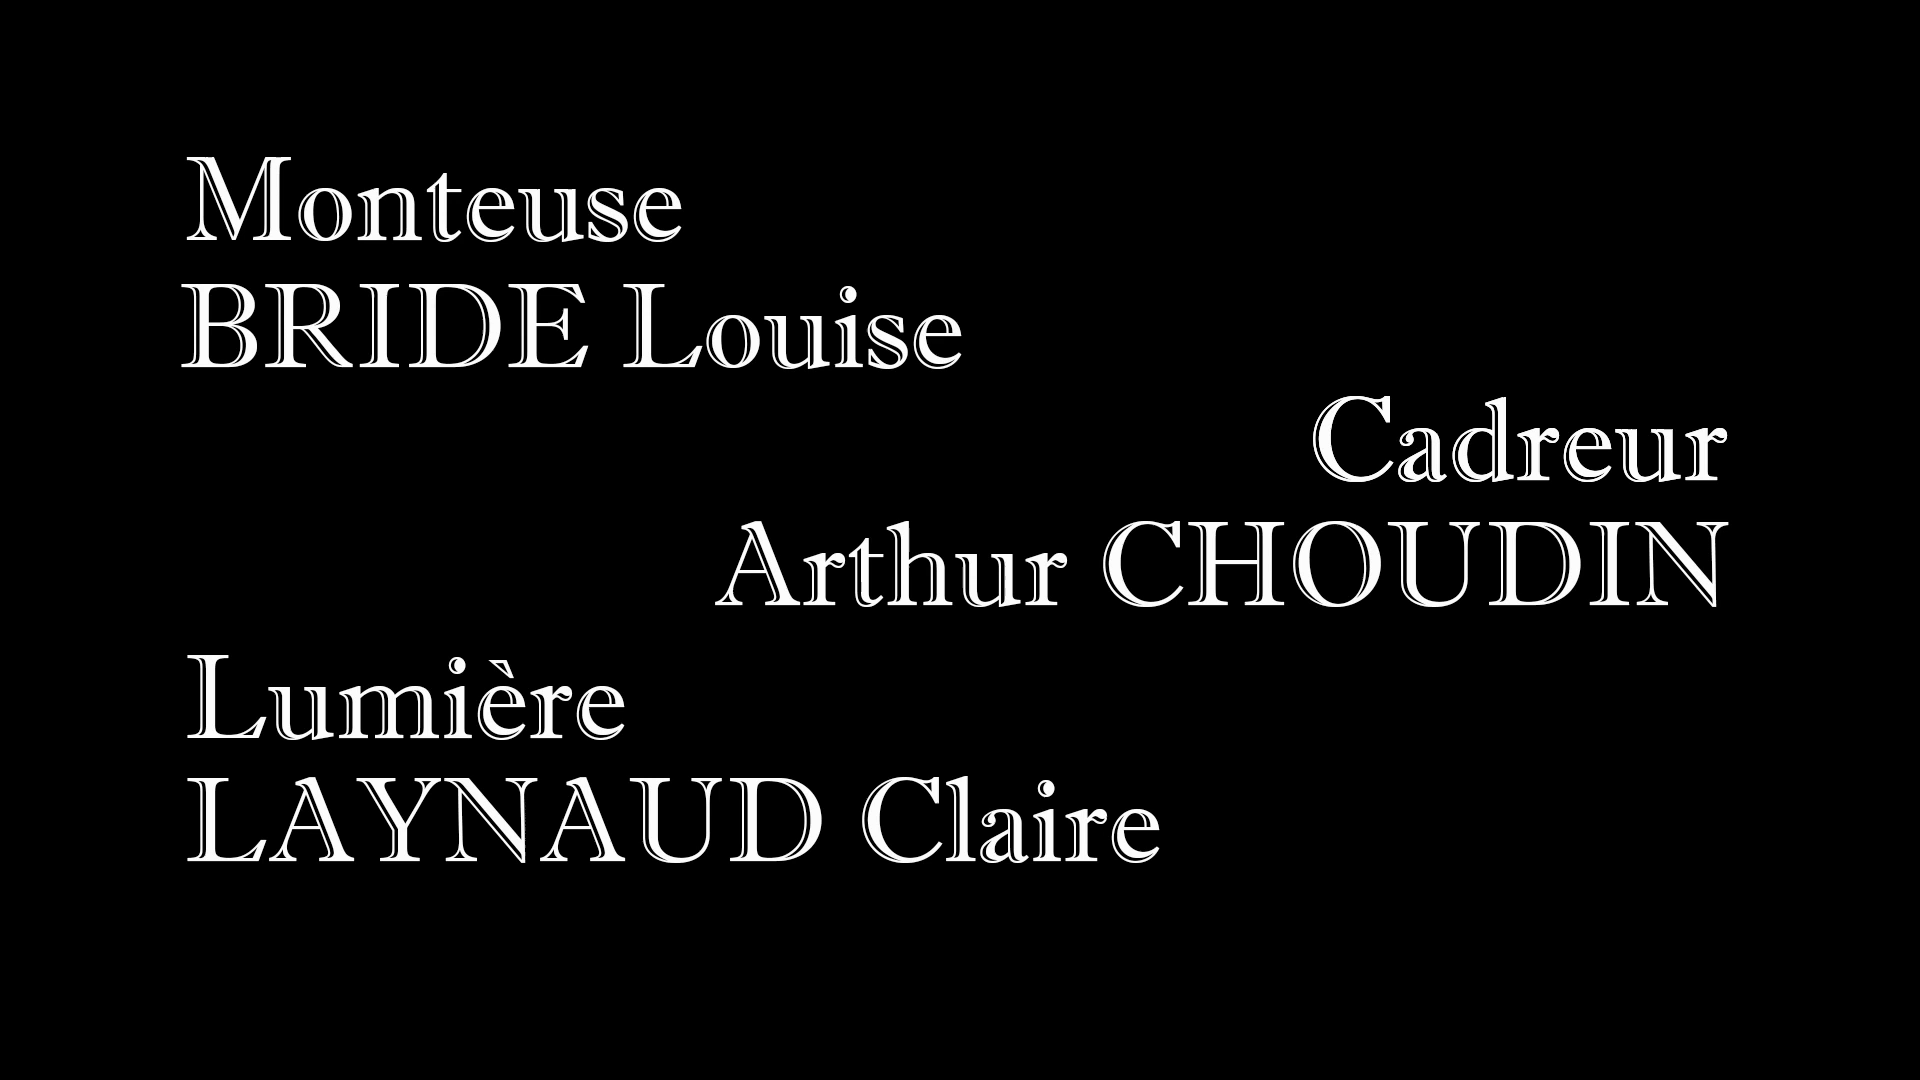 Monteuse
BRIDE Louise
Cadreur
Arthur CHOUDIN
Lumière
LAYNAUD Claire